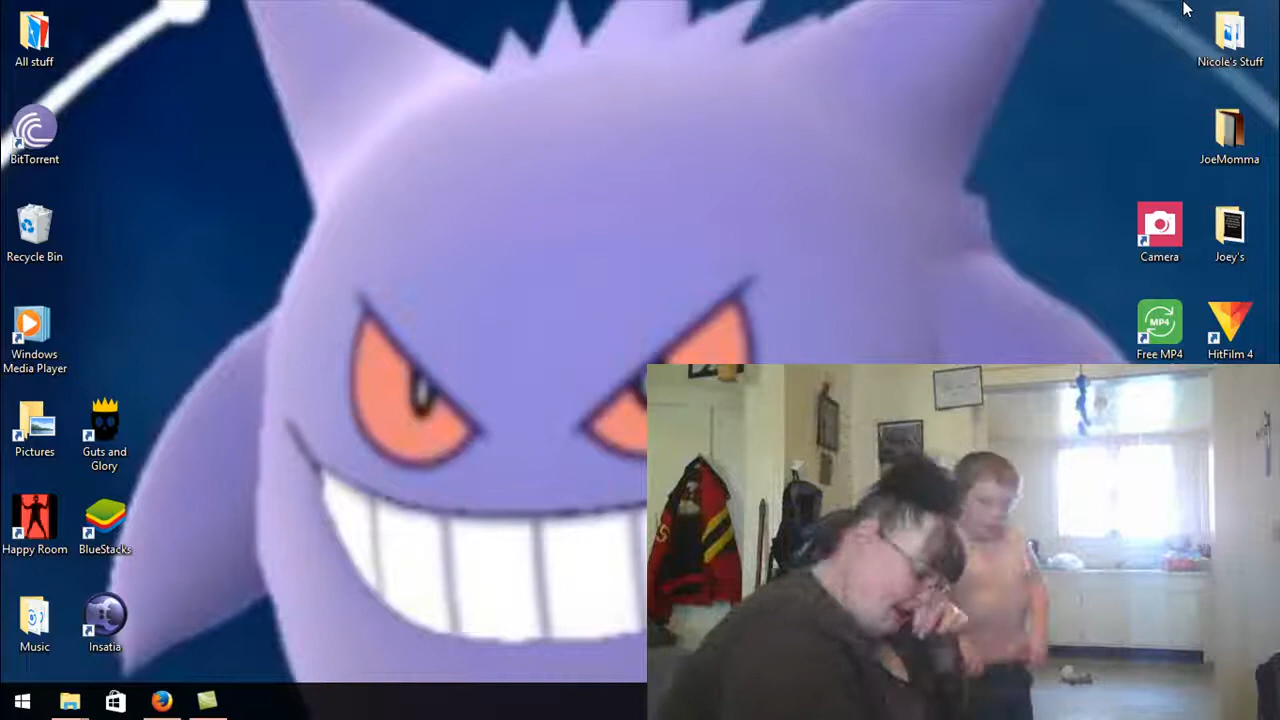 All stuff
Nicole's Stuff
BitTorrent
JoeMomma
Recycle Bin
Camera
Joey's
Windows
Media Player
MP4
Free MP4
HitFilm 4
Pictures
Guts and
Glory
Happy Room
BlueStacks
Music
Insatia